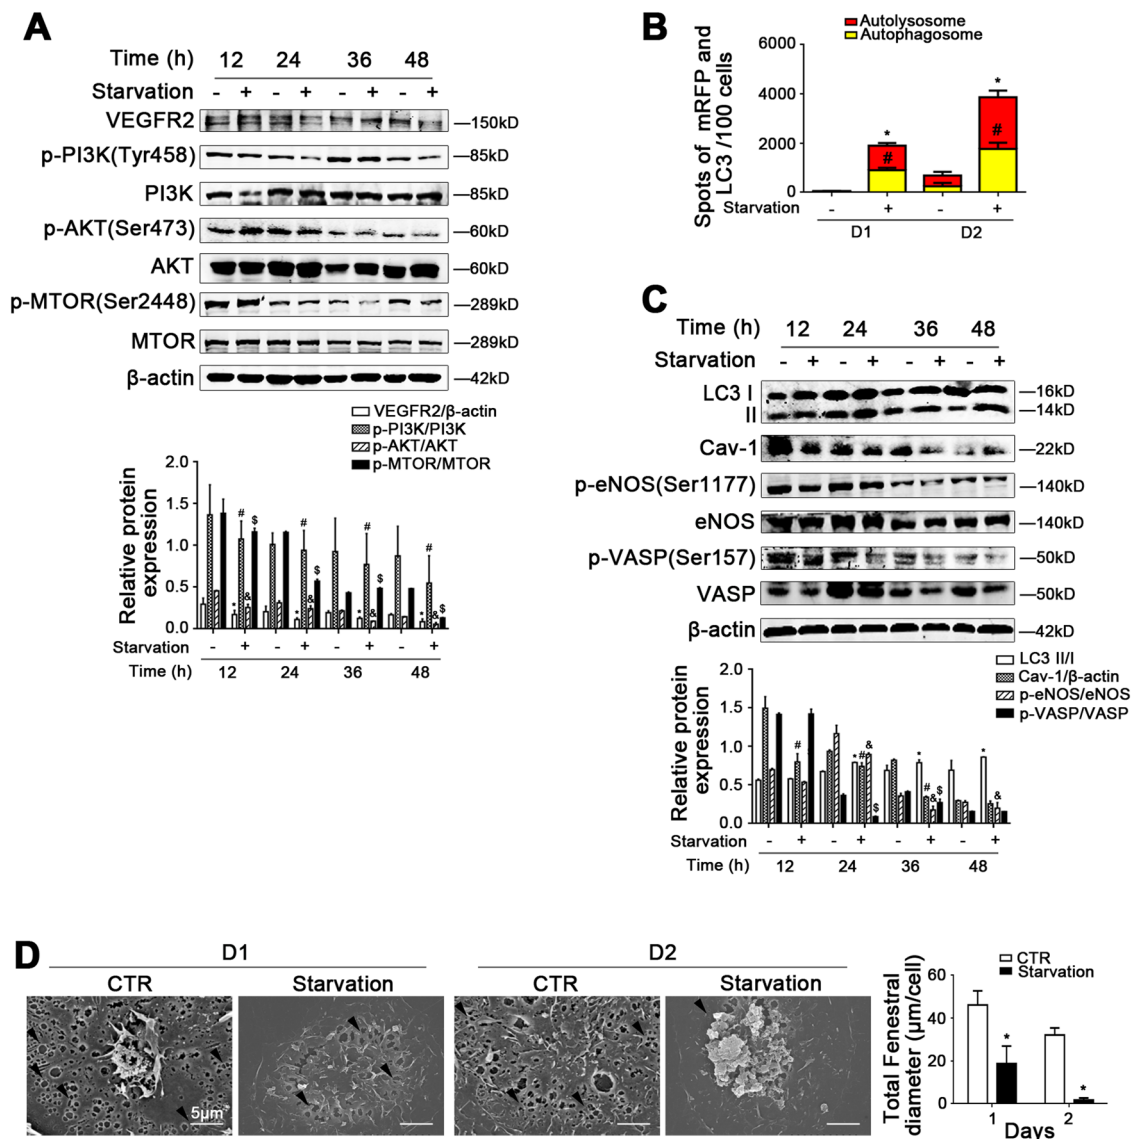 A
Time (h) 12 24 36 48
Starvation - + - + - + - +
VEGFR2 —150kD
p-PI3K(Tyr458) —85kD
PI3K —85kD
p-AKT(Ser473) —60kD
AKT —60kD
p-MTOR(Ser2448) —289kD
MTOR —289kD
β-actin —42kD
VEGFR2/β-actin
p-PI3K/PI3K
p-AKT/AKT
p-MTOR/MTOR
Relative protein
expression
2.0
1.5
1.0
0.5
0.0
* # & $ * # & $ * # & $ * # & $
Starvation - + - + - + - +
Time (h) 12 24 36 48
B
Autolysosome
Autophagosome
Spots of mRFP and
LC3 /100 cells
6000
4000
2000
0
* # * #
Starvation - + - +
D1 D2
C
Time (h) 12 24 36 48
Starvation - + - + - + - +
LC3 I —16kD
II —14kD
Cav-1 —22kD
p-eNOS(Ser1177) —140kD
eNOS —140kD
p-VASP(Ser157) —50kD
VASP —50kD
β-actin —42kD
LC3 II/I
Cav-1/β-actin
p-eNOS/eNOS
p-VASP/VASP
Relative protein
expression
2.0
1.5
1.0
0.5
0.0
# * # & $ * # & $ * &
Starvation - + - + - + - +
Time (h) 12 24 36 48
D
D1 D2
CTR Starvation CTR Starvation
5μm
CTR
Starvation
Total Fenestral
diameter (μm/cell)
60
40
20
0
* *
1 2
Days